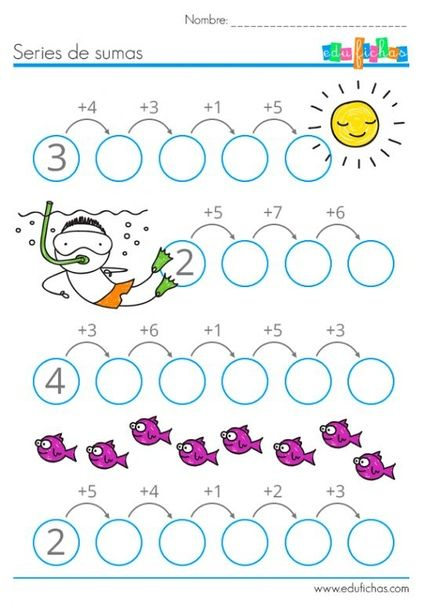 Nombre:
Series de sumas
edufichas
+4 +3 +1 +5
3
+5 +7 +6
2
+3 +6 +1 +5 +3
4
+5 +4 +1 +2 +3
2
www.edufichas.com